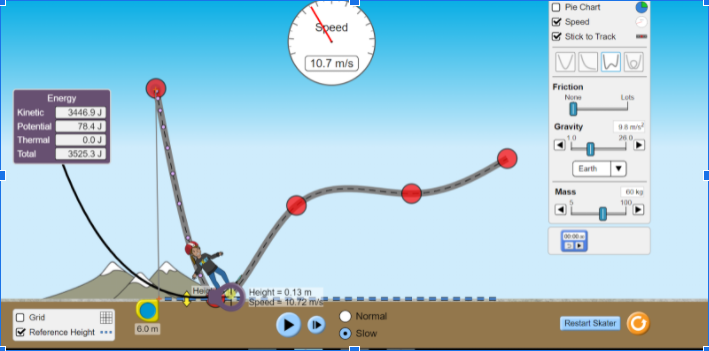 Speed
10.7 m/s
Energy
Kinetic 3446.9 J
Potential 78.4 J
Thermal 0.0 J
Total 3525.3 J
Pie Chart
Speed
Stick to Track
Friction
None Lots
Gravity 9.8 m/s²
1.0 26.0
Earth
Mass 60 kg
5 100
Height = 0.13 m
Speed = 10.72 m/s
6.0 m
Grid
Reference Height
Normal
Slow
Restart Skater